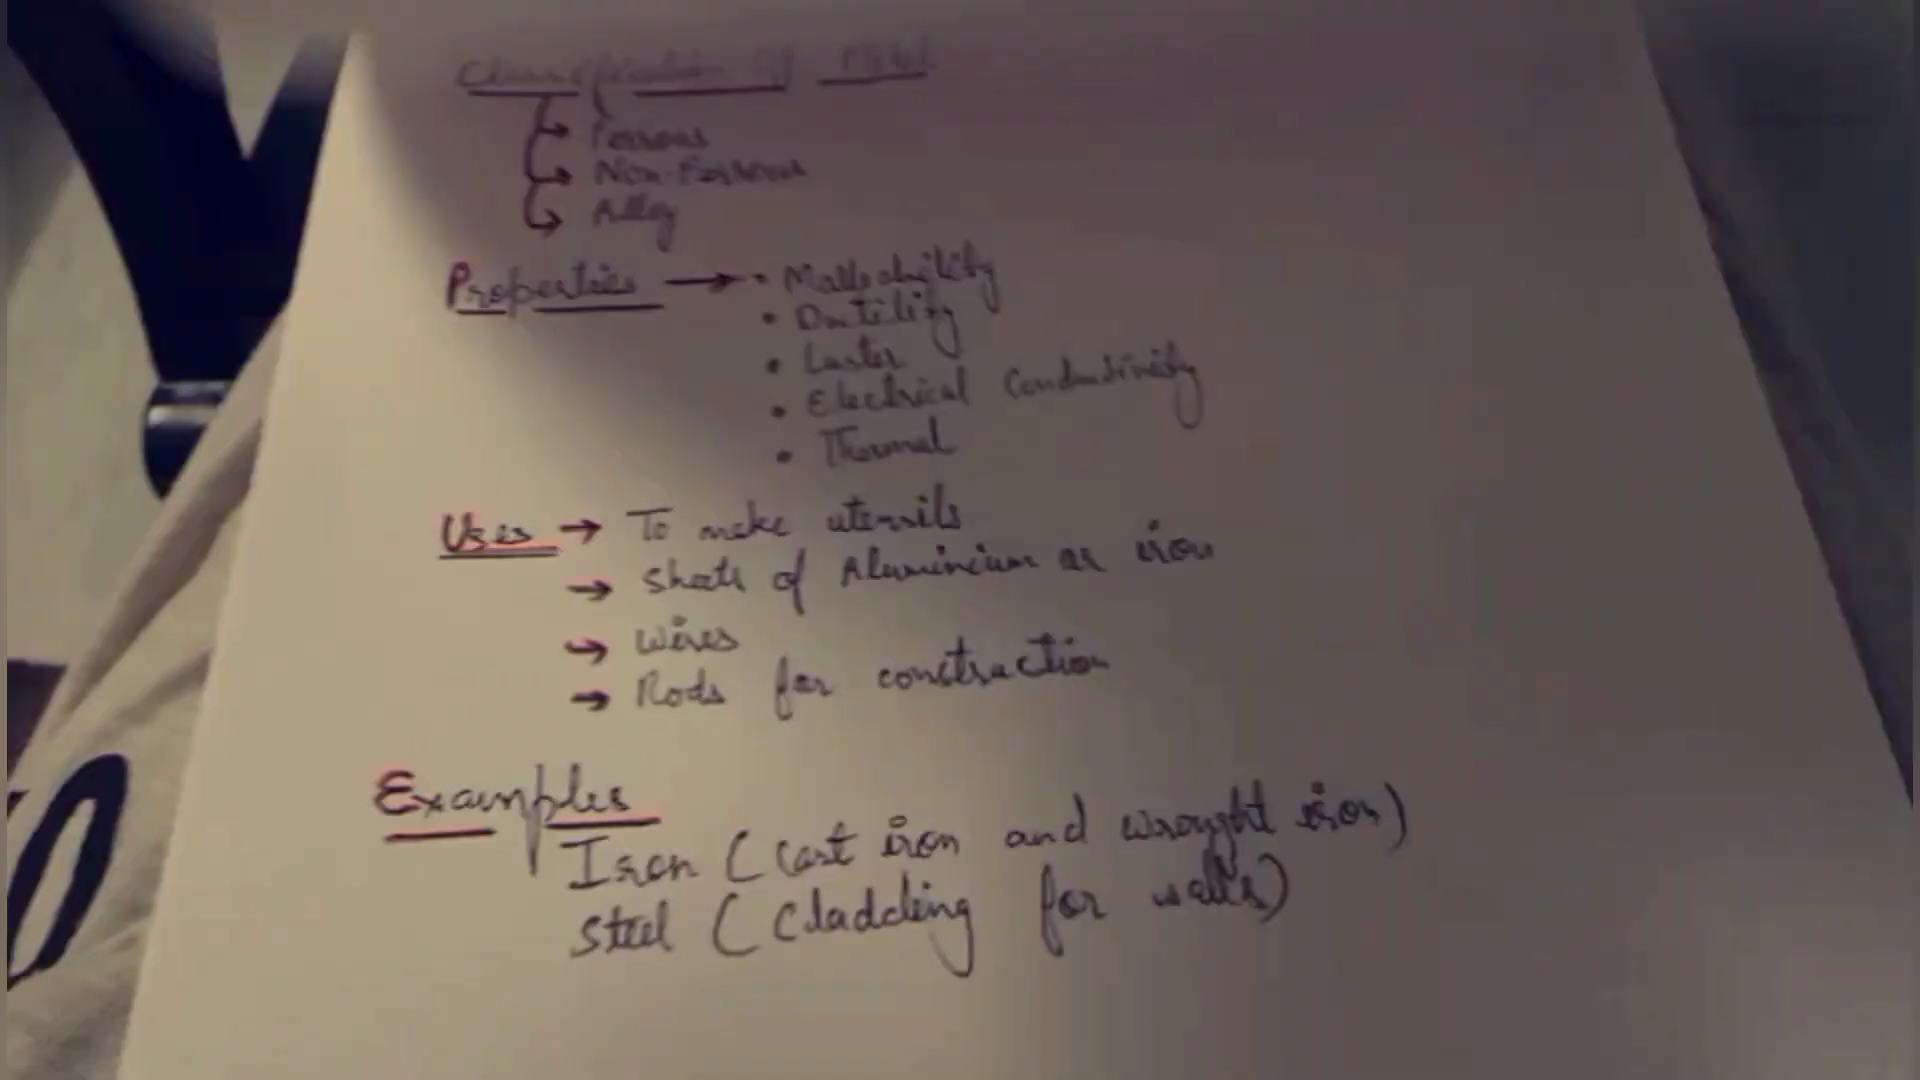 Classification of Metal
Ferrous
Non-Ferrous
Alloy
Properties → • Malleability
• Ductility
• Luster
• Electrical Conductivity
• Thermal
Uses → To make utensils
→ Sheets of Aluminium or iron
→ Wires
→ Rods for construction
Examples
Iron (Cast iron and wrought iron)
Steel (Cladding for walls)